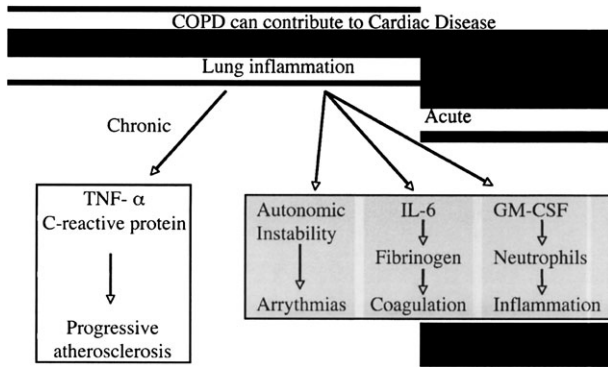 COPD can contribute to Cardiac Disease
Lung inflammation
Chronic
Acute
TNF- α
C-reactive protein
Progressive
atherosclerosis
Autonomic
Instability
Arrythmias
IL-6
Fibrinogen
Coagulation
GM-CSF
Neutrophils
Inflammation